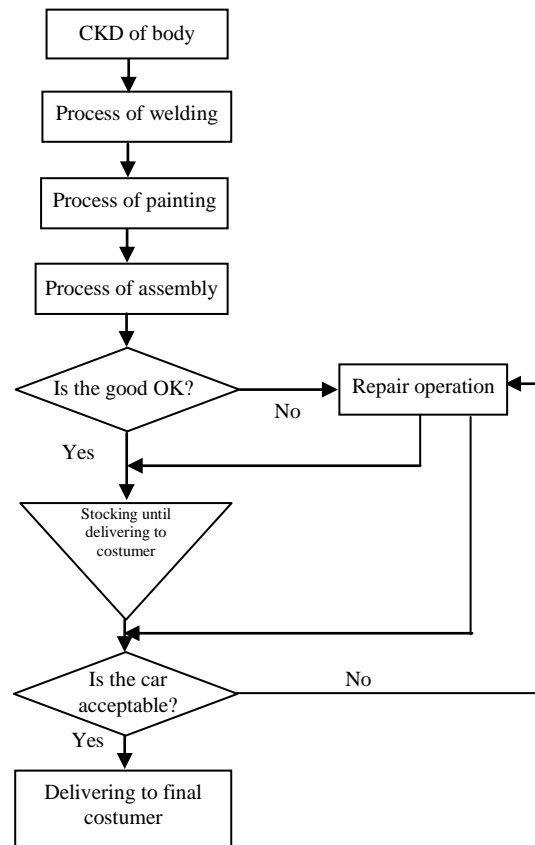 CKD of body
Process of welding
Process of painting
Process of assembly
Is the good OK?
Repair operation
No
Yes
Stocking until
delivering to
costumer
Is the car
acceptable?
No
Yes
Delivering to final
costumer